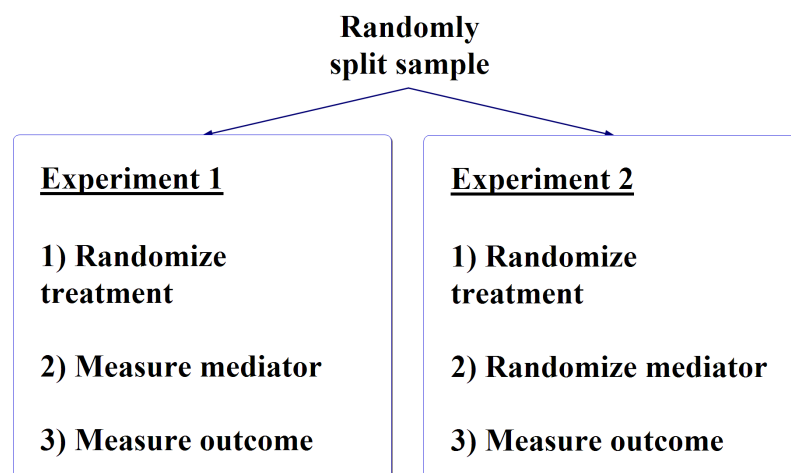 Randomly
split sample
Experiment 1
1) Randomize
treatment
2) Measure mediator
3) Measure outcome
Experiment 2
1) Randomize
treatment
2) Randomize mediator
3) Measure outcome